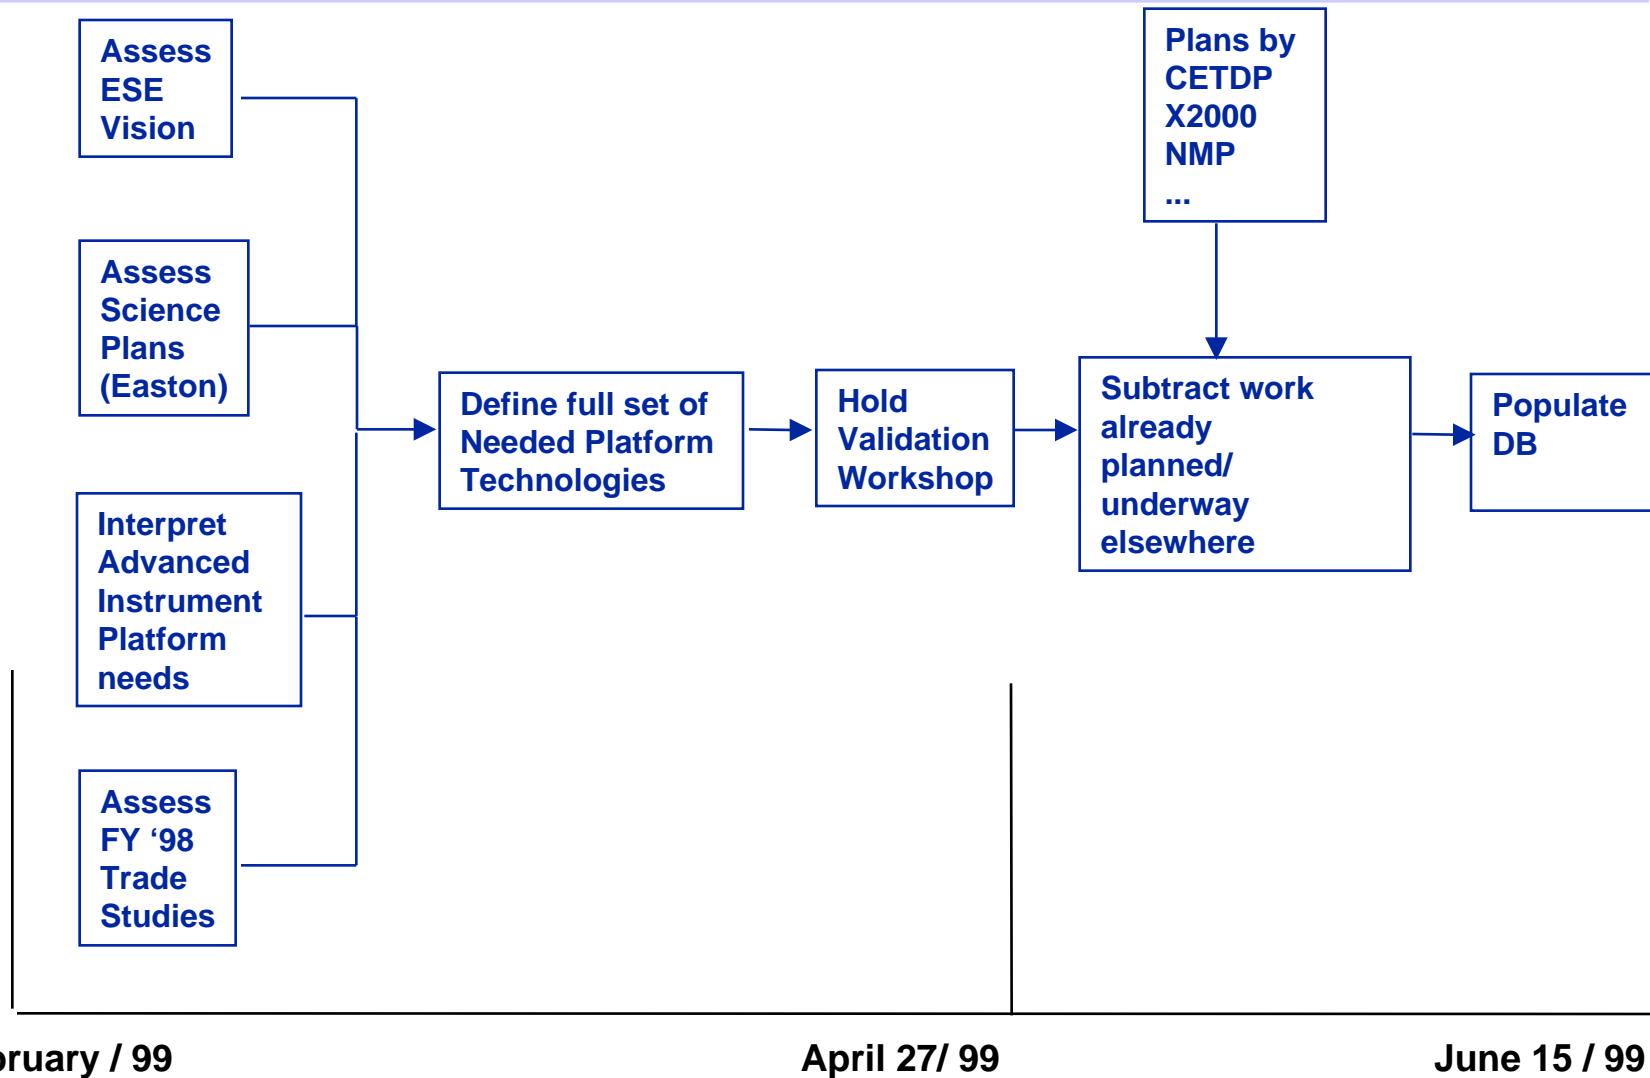 Assess
ESE
Vision
Assess
Science
Plans
(Easton)
Interpret
Advanced
Instrument
Platform
needs
Assess
FY ‘98
Trade
Studies
Define full set of
Needed Platform
Technologies
Hold
Validation
Workshop
Plans by
CETDP
X2000
NMP
...
Subtract work
already
planned/
underway
elsewhere
Populate
DB
ruary / 99
April 27/ 99
June 15 / 99